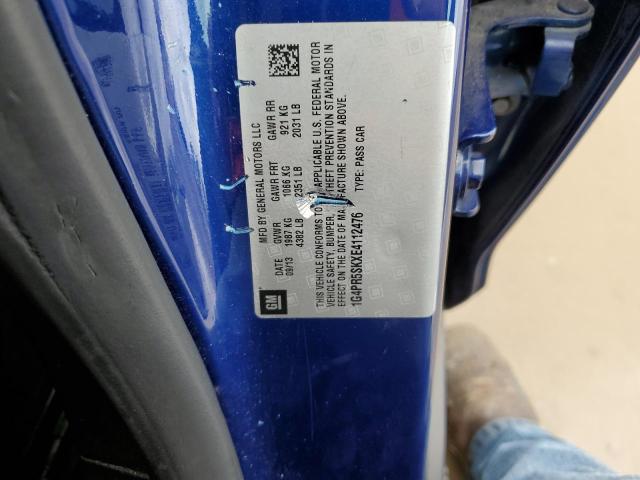 GM
MFD BY GENERAL MOTORS LLC
DATE GVWR GAWR FRT GAWR RR
09/13 1987 KG 1066 KG 921 KG
4382 LB 2351 LB 2031 LB
THIS VEHICLE CONFORMS TO APPLICABLE U.S. FEDERAL MOTOR
VEHICLE SAFETY, BUMPER, THEFT PREVENTION STANDARDS IN
EFFECT ON THE DATE OF MANUFACTURE SHOWN ABOVE.
1G4PR5SKXE4112476 TYPE: PASS CAR